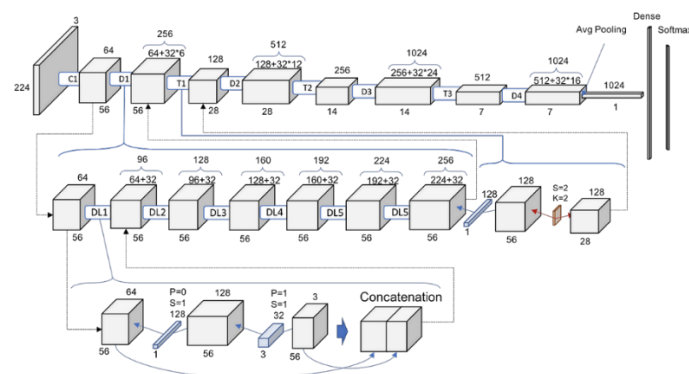 Dense
Softmax
Avg Pooling
3
64
256
64+32*6
128
512
128+32*12
256
1024
256+32*24
512
1024
512+32*16
1024
224
C1
D1
T1
D2
T2
D3
T3
D4
56
56
28
28
14
14
7
7
1
64
96
64+32
128
96+32
160
128+32
192
160+32
224
192+32
256
224+32
128
128
S=2
K=2
128
DL1
DL2
DL3
DL4
DL5
DL5
56
56
56
56
56
56
56
1
56
28
64
P=0
S=1
128
128
P=1
S=1
32
3
Concatenation
56
1
56
3
56